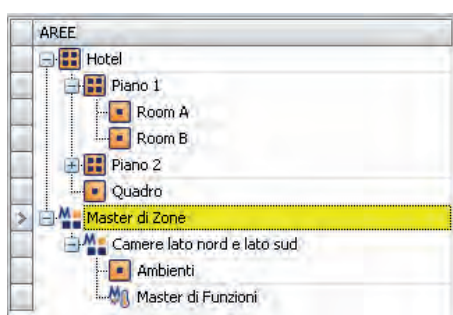 AREE
Hotel
Piano 1
Room A
Room B
Piano 2
Quadro
Master di Zone
Camere lato nord e lato sud
Ambienti
Master di Funzioni